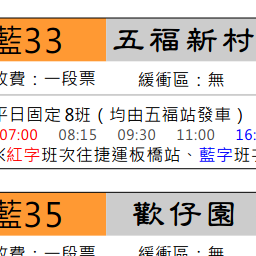 藍33 五福新村
收費：一段票 緩衝區：無
平日固定8班（均由五福站發車）
07:00 08:15 09:30 11:00 16:
※紅字班次往捷運板橋站、藍字班
藍35 歡仔園
收費：一段票 緩衝區：無